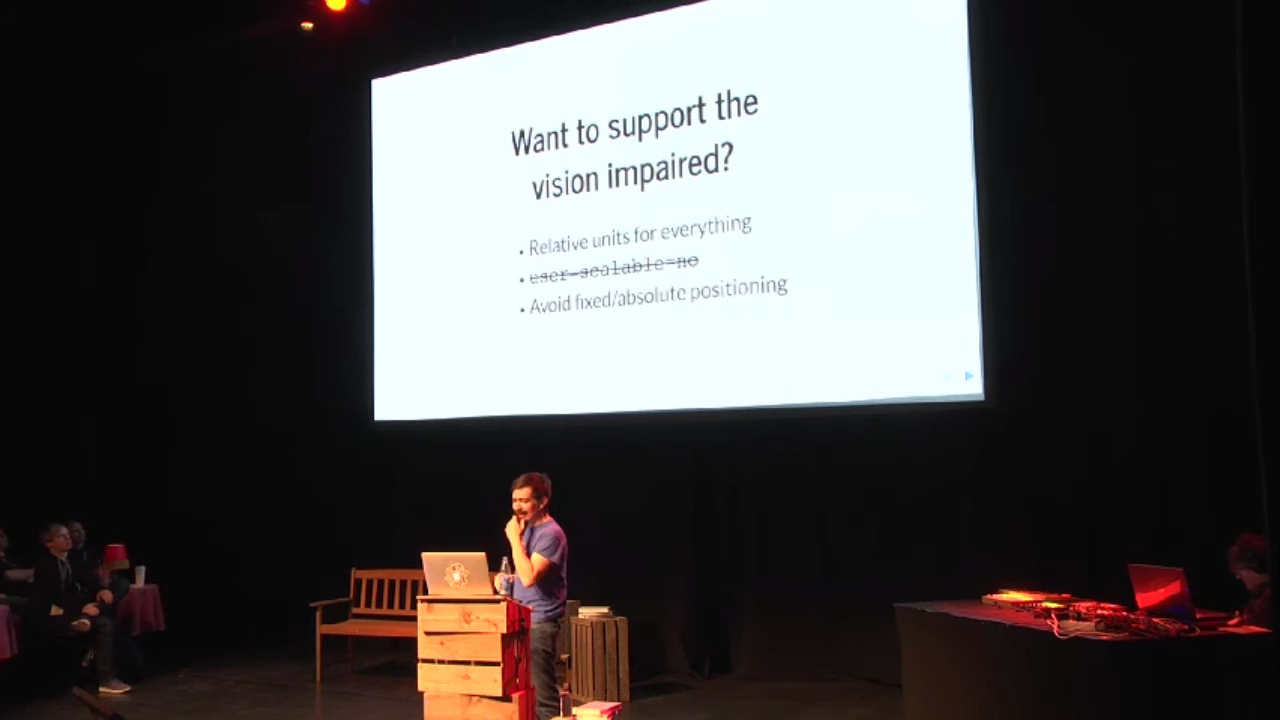 Want to support the
vision impaired?
• Relative units for everything
• user-scalable=no
• Avoid fixed/absolute positioning